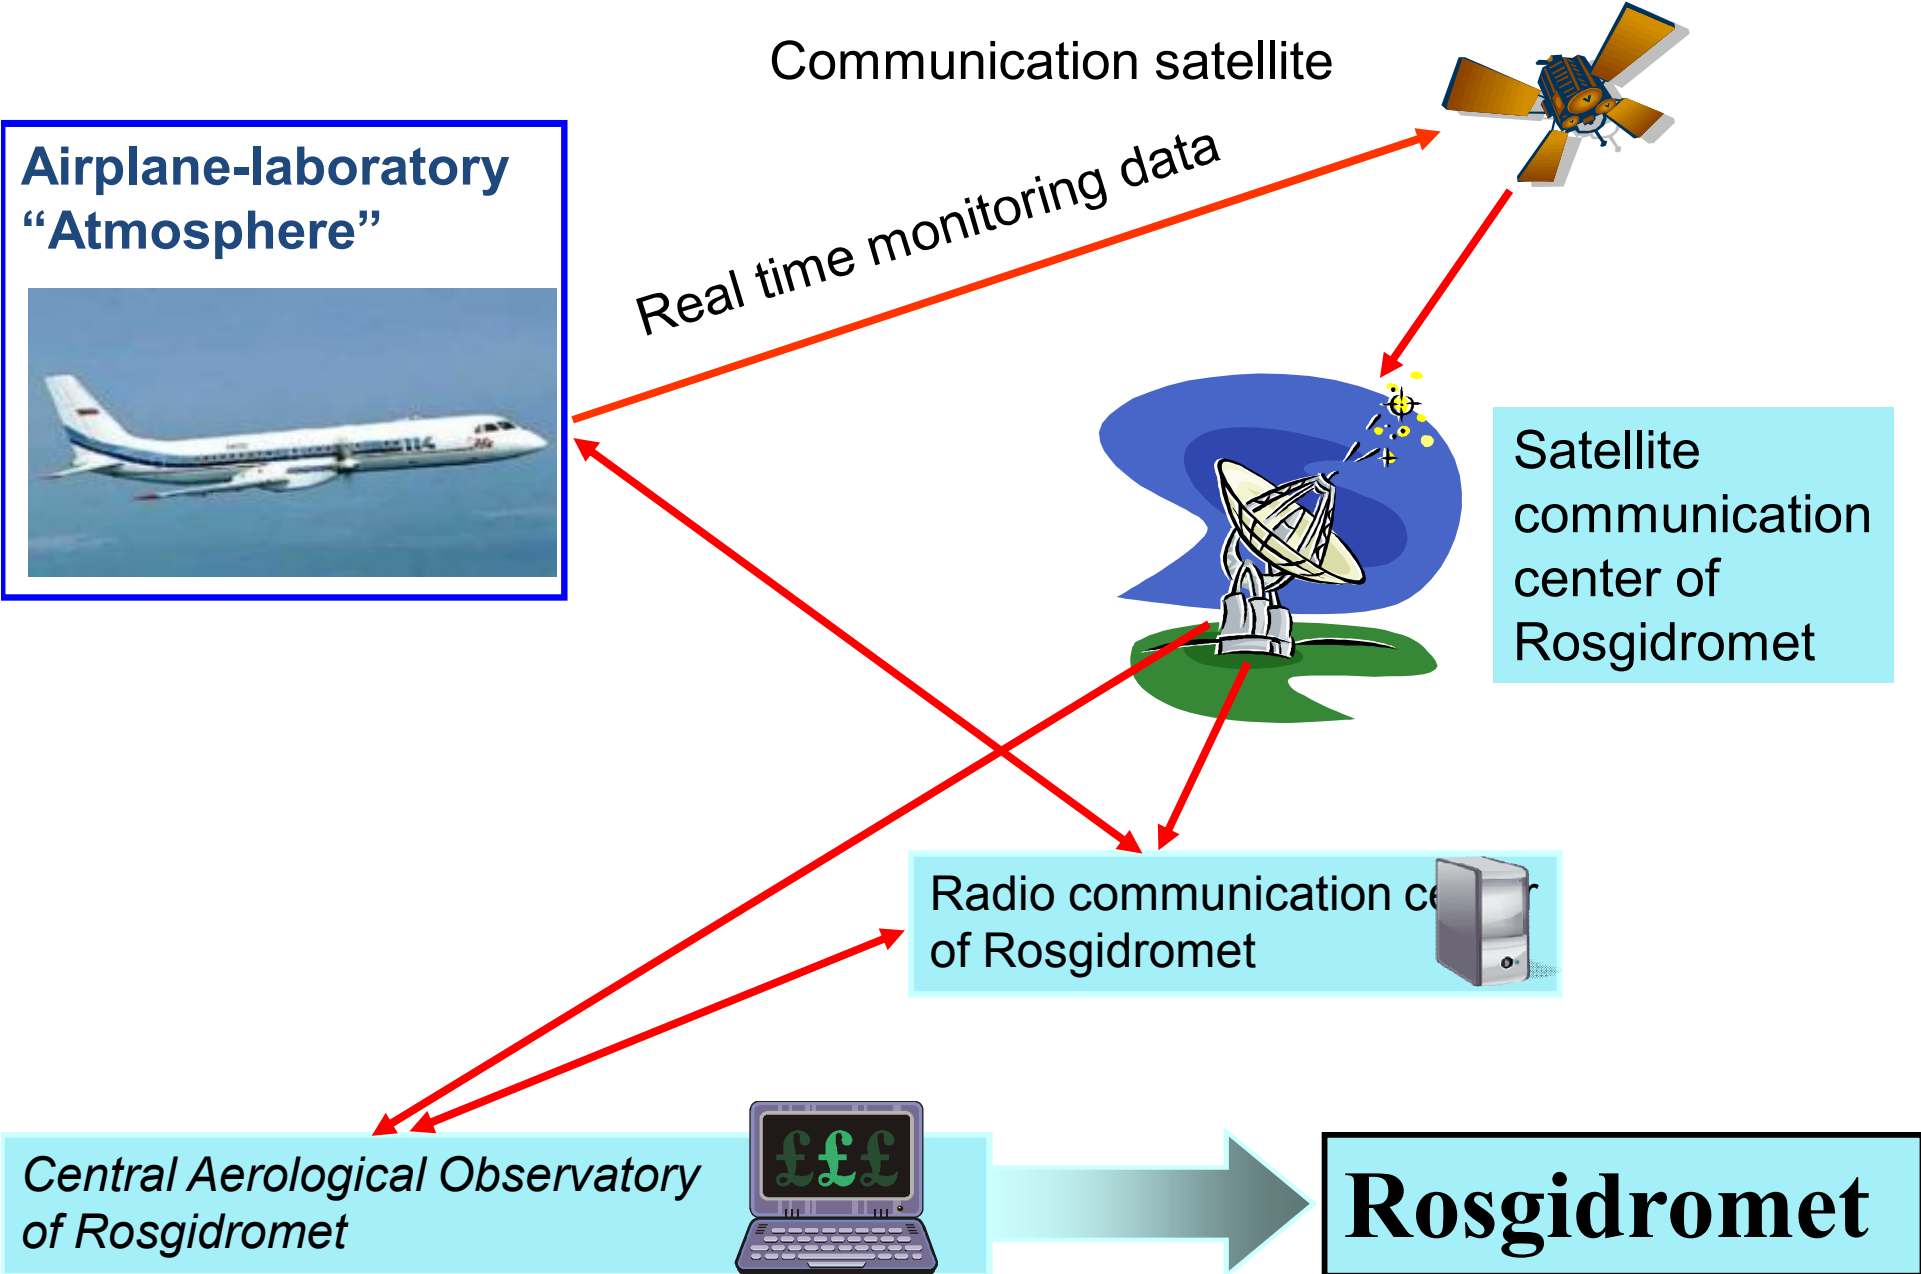 Communication satellite
Airplane-laboratory
“Atmosphere”
Real time monitoring data
114
Satellite
communication
center of
Rosgidromet
Radio communication
of Rosgidromet
Central Aerological Observatory
of Rosgidromet
£££
Rosgidromet